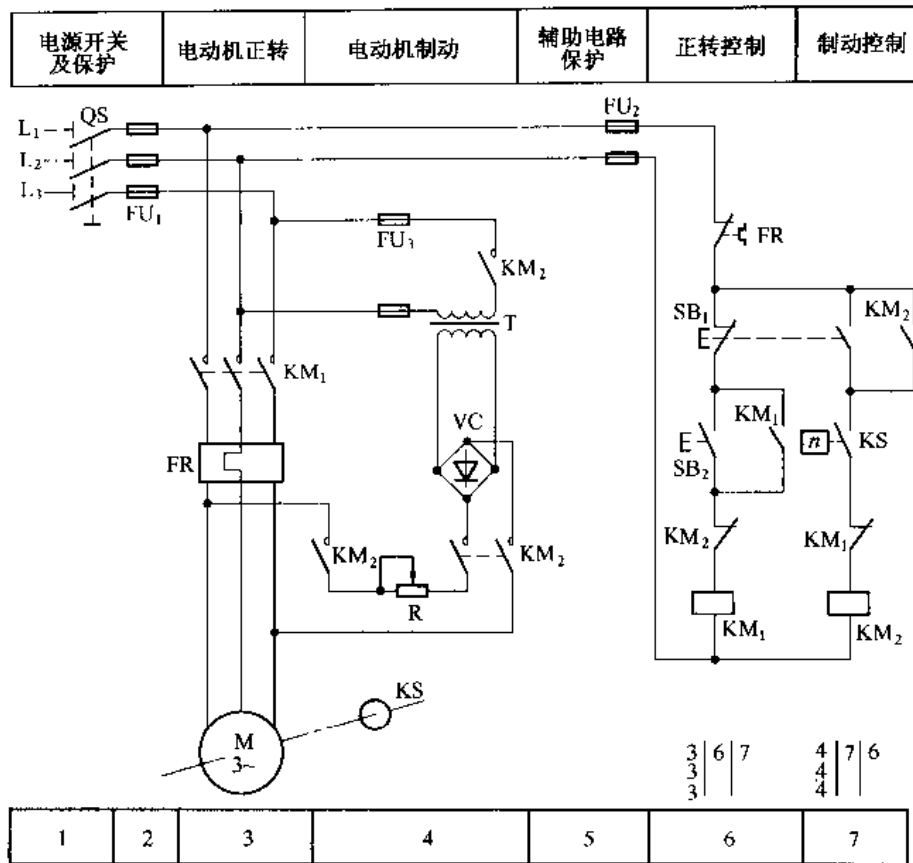 电源开关
及保护
电动机正转
电动机制动
辅助电路
保护
正转控制
制动控制
L₁
QS
FU₂
L₂
L₃
FU₁
FU₃
FR
KM₂
SB₁
KM₂
T
KM₁
VC
KM₁
KS
n
FR
SB₂
KM₂
KM₂
KM₂
KM₁
R
KM₁
KM₂
KS
M
3~
3 6 7
3
3
4 7 6
4
4
1 2 3 4 5 6 7